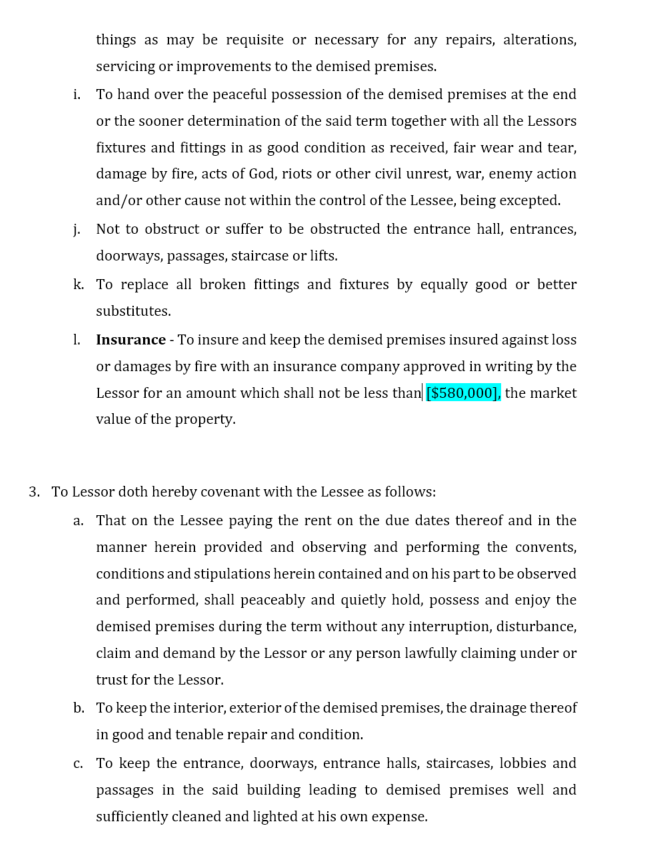 things as may be requisite or necessary for any repairs, alterations,
servicing or improvements to the demised premises.
i. To hand over the peaceful possession of the demised premises at the end
or the sooner determination of the said term together with all the Lessors
fixtures and fittings in as good condition as received, fair wear and tear,
damage by fire, acts of God, riots or other civil unrest, war, enemy action
and/or other cause not within the control of the Lessee, being excepted.
j. Not to obstruct or suffer to be obstructed the entrance hall, entrances,
doorways, passages, staircase or lifts.
k. To replace all broken fittings and fixtures by equally good or better
substitutes.
l. Insurance - To insure and keep the demised premises insured against loss
or damages by fire with an insurance company approved in writing by the
Lessor for an amount which shall not be less than [$580,000], the market
value of the property.
3. To Lessor doth hereby covenant with the Lessee as follows:
a. That on the Lessee paying the rent on the due dates thereof and in the
manner herein provided and observing and performing the convents,
conditions and stipulations herein contained and on his part to be observed
and performed, shall peaceably and quietly hold, possess and enjoy the
demised premises during the term without any interruption, disturbance,
claim and demand by the Lessor or any person lawfully claiming under or
trust for the Lessor.
b. To keep the interior, exterior of the demised premises, the drainage thereof
in good and tenable repair and condition.
c. To keep the entrance, doorways, entrance halls, staircases, lobbies and
passages in the said building leading to demised premises well and
sufficiently cleaned and lighted at his own expense.